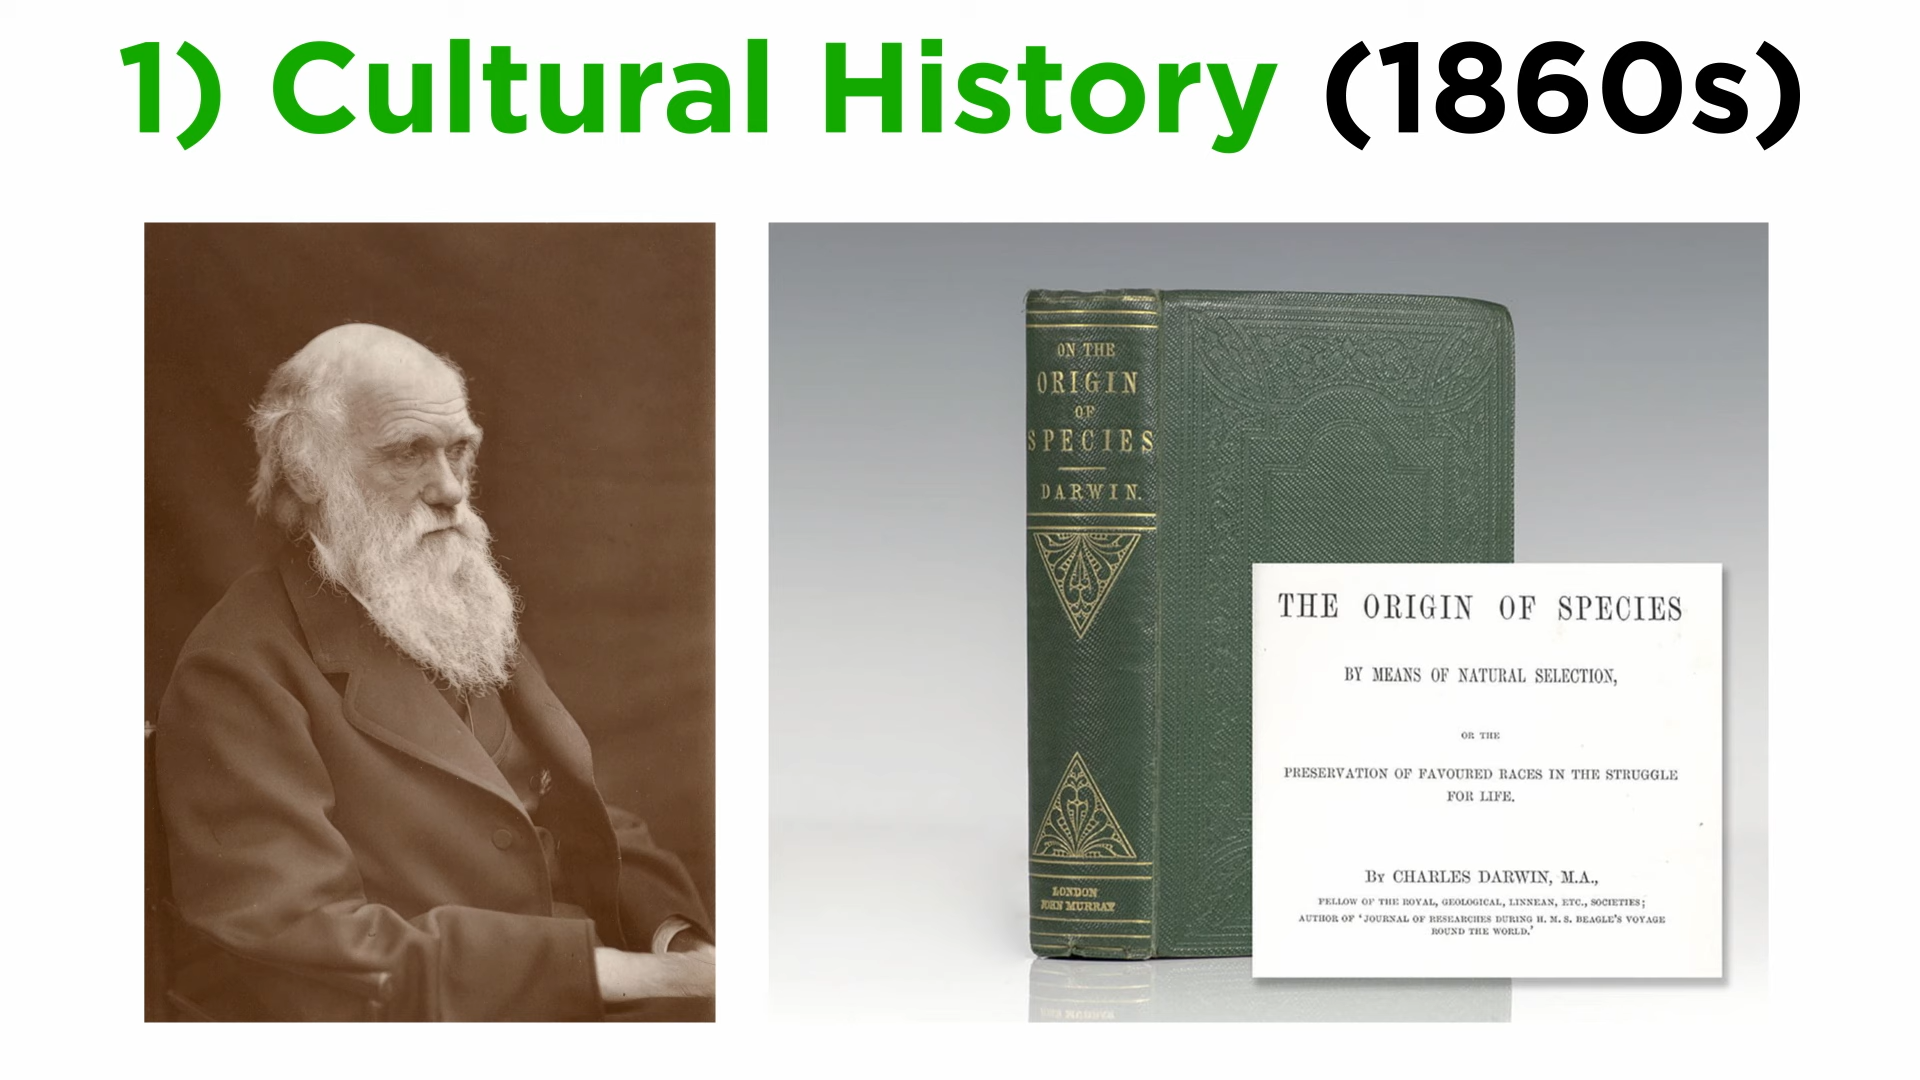 1) Cultural History (1860s)
ON THE
ORIGIN
OF
SPECIES
DARWIN.
LONDON
JOHN MURRAY
THE ORIGIN OF SPECIES
BY MEANS OF NATURAL SELECTION,
OR THE
PRESERVATION OF FAVOURED RACES IN THE STRUGGLE
FOR LIFE.
BY CHARLES DARWIN, M.A.,
FELLOW OF THE ROYAL, GEOLOGICAL, LINNEAN, ETC., SOCIETIES;
AUTHOR OF 'JOURNAL OF RESEARCHES DURING H. M. S. BEAGLE'S VOYAGE
ROUND THE WORLD.'